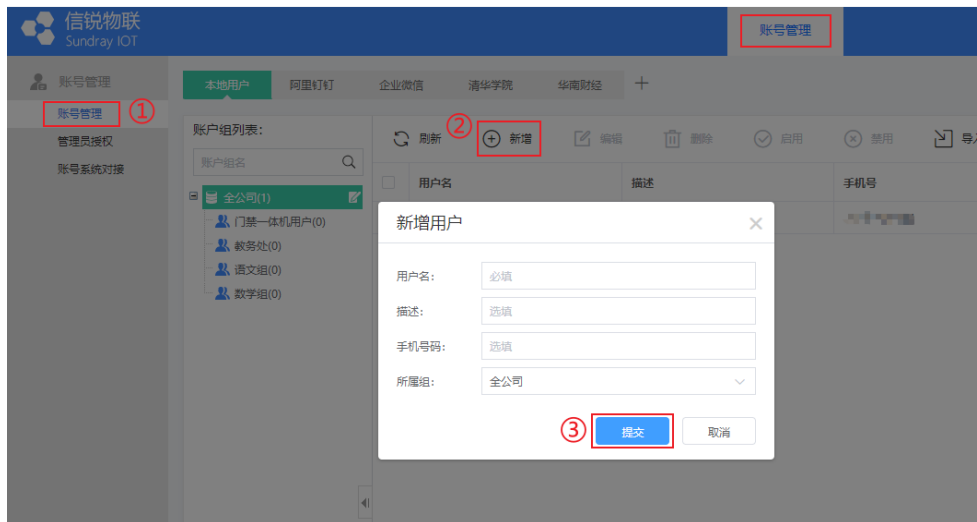 信锐物联
Sundray IOT
账号管理
账号管理
账号管理
①
管理员授权
账号系统对接
本地用户 阿里钉钉 企业微信 清华学院 华南财经
账户组列表:
账户组名
全公司(1)
门禁一体机用户(0)
教务处(0)
语文组(0)
数学组(0)
刷新 ② 新增 编辑 删除 启用 禁用
用户名 描述 手机号
新增用户
用户名: 必填
描述: 选填
手机号码: 选填
所属组: 全公司
③ 提交 取消